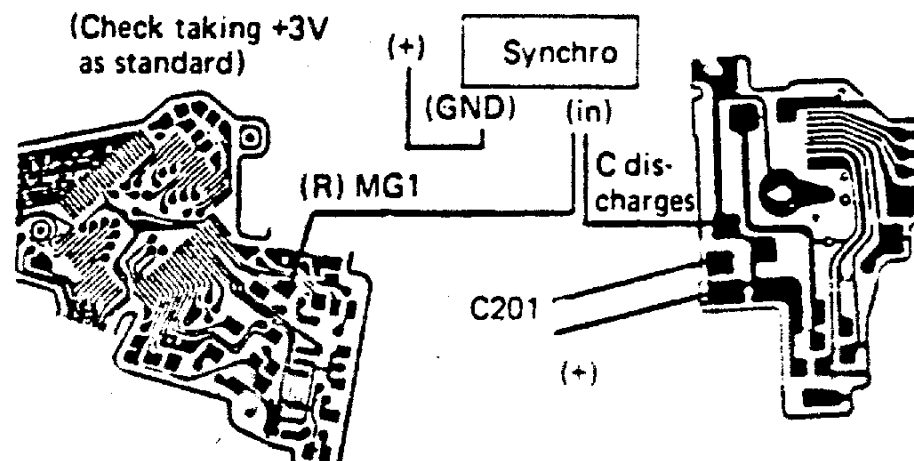 (Check taking +3V
as standard)
(+)
Synchro
(GND)
(in)
(R) MG1
C dis-
charges
C201
(+)